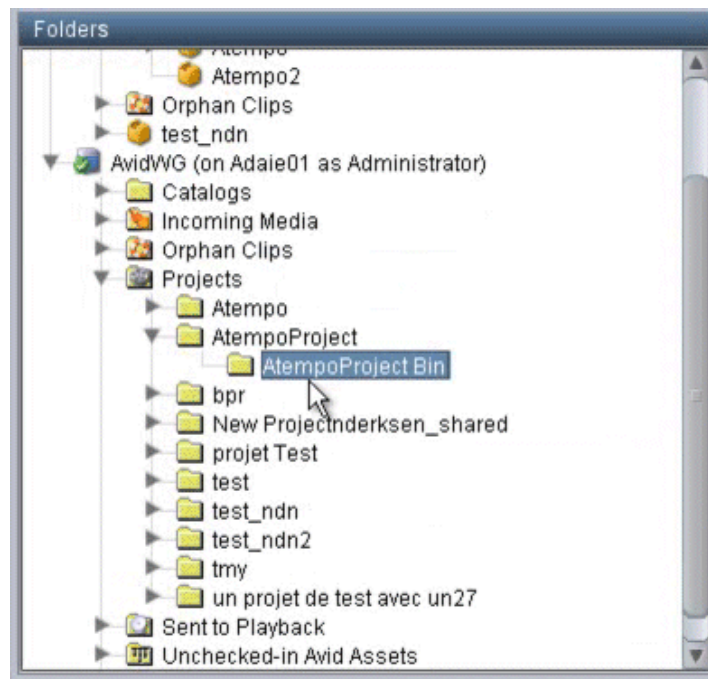 Folders
Atempo
Atempo2
Orphan Clips
test_ndn
AvidWG (on Adaie01 as Administrator)
Catalogs
Incoming Media
Orphan Clips
Projects
Atempo
AtempoProject
AtempoProject Bin
bpr
New Projectnderksen_shared
projet Test
test
test_ndn
test_ndn2
tmy
un projet de test avec un27
Sent to Playback
Unchecked-in Avid Assets